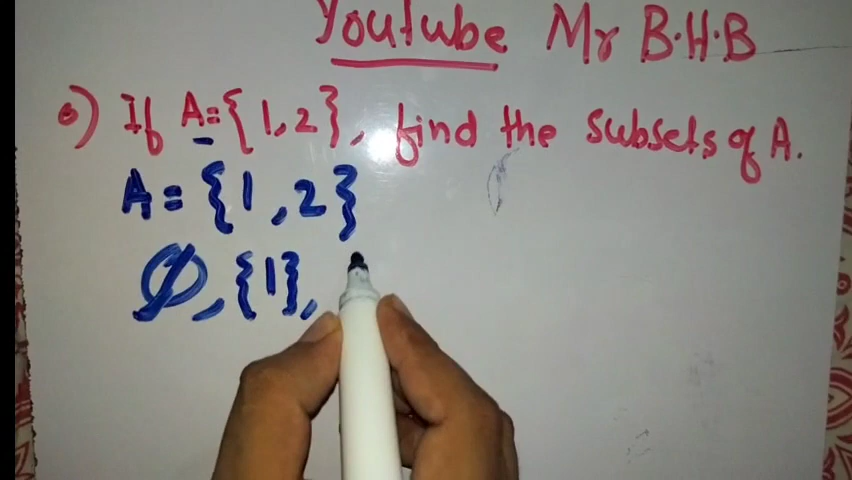 Youtube Mr B.H.B
o) If A={1,2}, find the subsets of A.
A={1,2}
∅,{1},